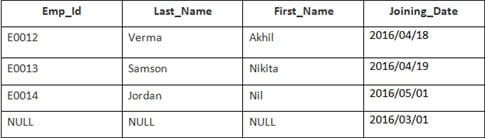 Emp_Id Last_Name First_Name Joining_Date
E0012 Verma Akhil 2016/04/18
E0013 Samson Nikita 2016/04/19
E0014 Jordan Nil 2016/05/01
NULL NULL NULL 2016/03/01